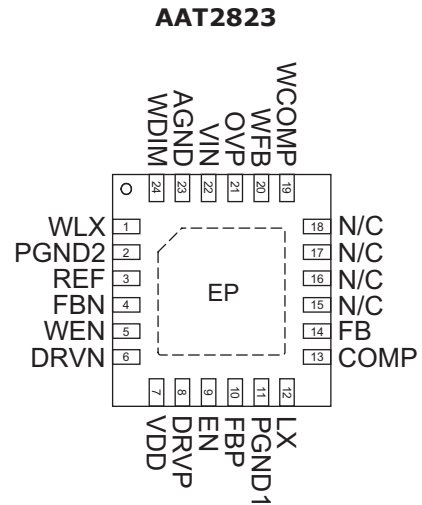 AAT2823
WDIM
AGND
VIN
OVP
WFB
WCOMP
24
23
22
21
20
19
WLX 1
PGND2 2
REF 3
FBN 4
WEN 5
DRVN 6
EP
18 N/C
17 N/C
16 N/C
15 N/C
14 FB
13 COMP
7
8
9
10
11
12
VDD
DRVP
EN
FBP
PGND1
LX